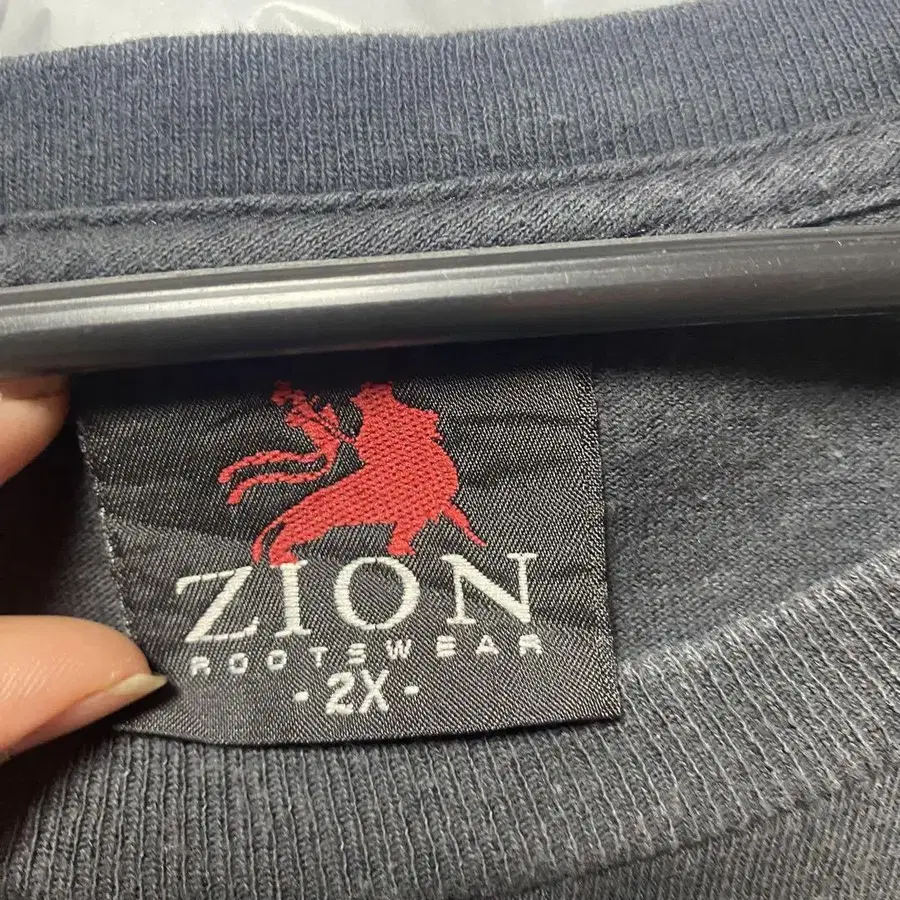 ZION
ROOTSWEAR
- 2X -